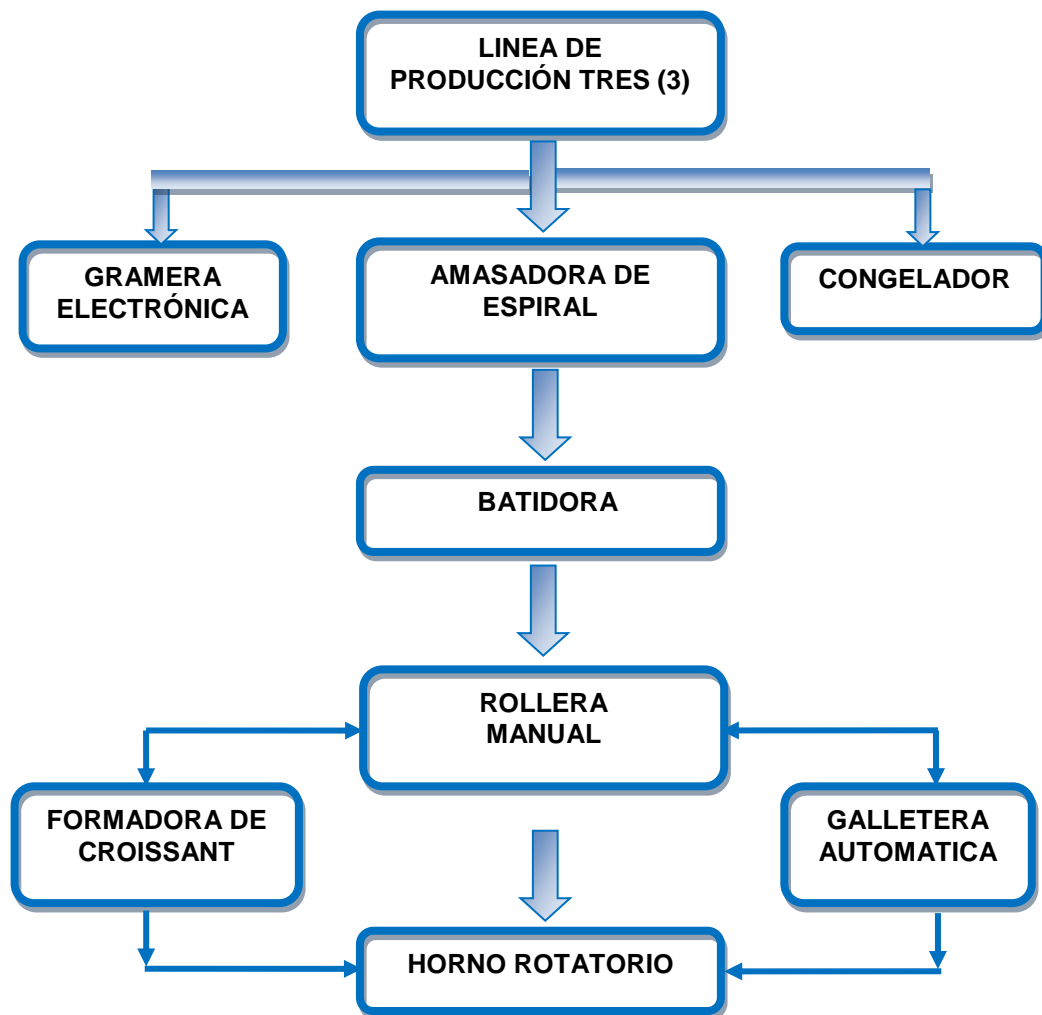 LINEA DE
PRODUCCIÓN TRES (3)
GRAMERA
ELECTRÓNICA
AMASADORA DE
ESPIRAL
CONGELADOR
BATIDORA
ROLLERA
MANUAL
FORMADORA DE
CROISSANT
GALLETERA
AUTOMATICA
HORNO ROTATORIO